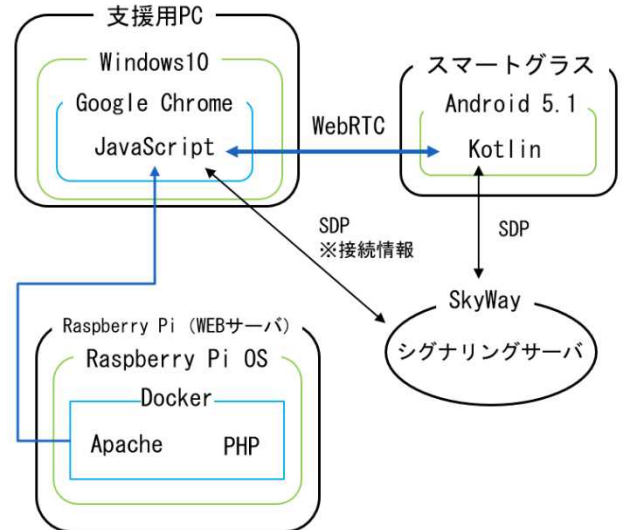 支援用PC
Windows10
Google Chrome
JavaScript
WebRTC
スマートグラス
Android 5.1
Kotlin
SDP
※接続情報
SDP
SkyWay
シグナリングサーバ
Raspberry Pi (WEBサーバ)
Raspberry Pi OS
Docker
Apache
PHP